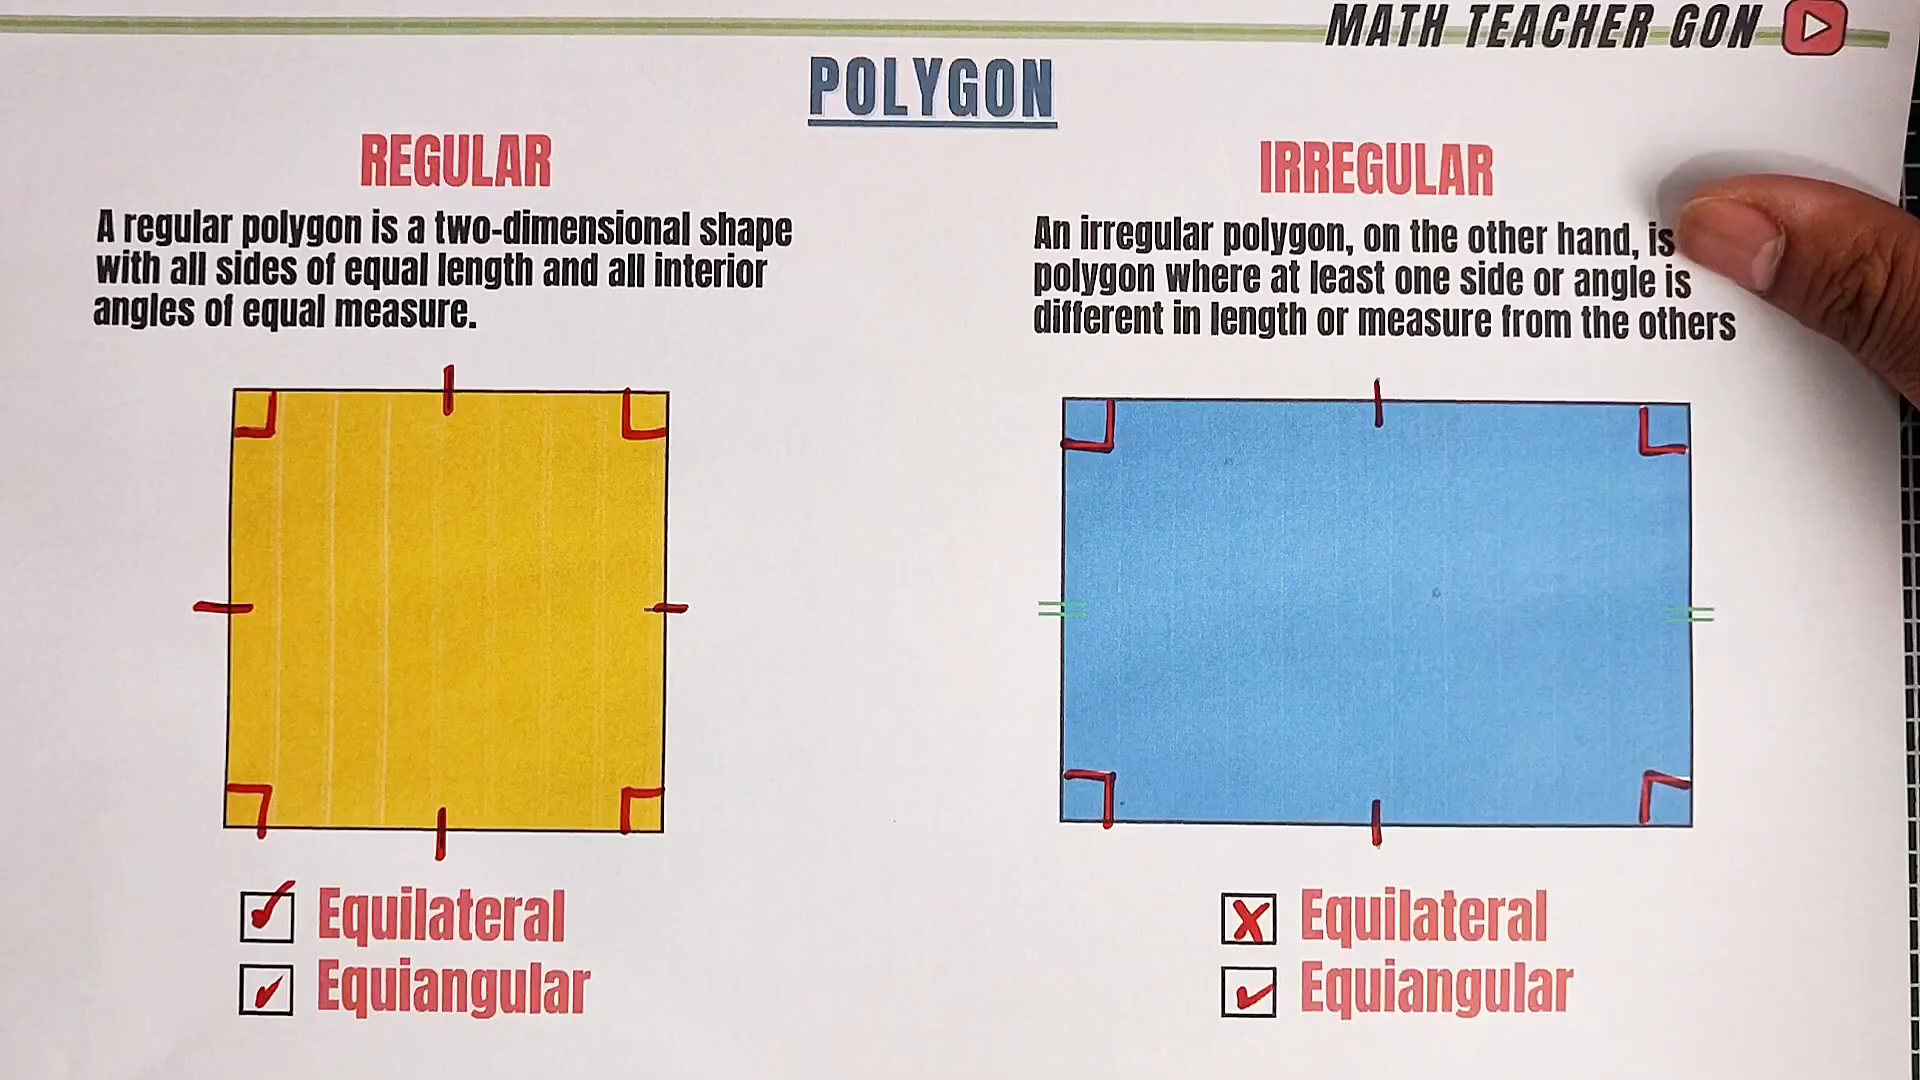 MATH TEACHER GON
POLYGON
REGULAR
A regular polygon is a two-dimensional shape
with all sides of equal length and all interior
angles of equal measure.
IRREGULAR
An irregular polygon, on the other hand, is
polygon where at least one side or angle is
different in length or measure from the others
Equilateral
Equiangular
Equilateral
Equiangular